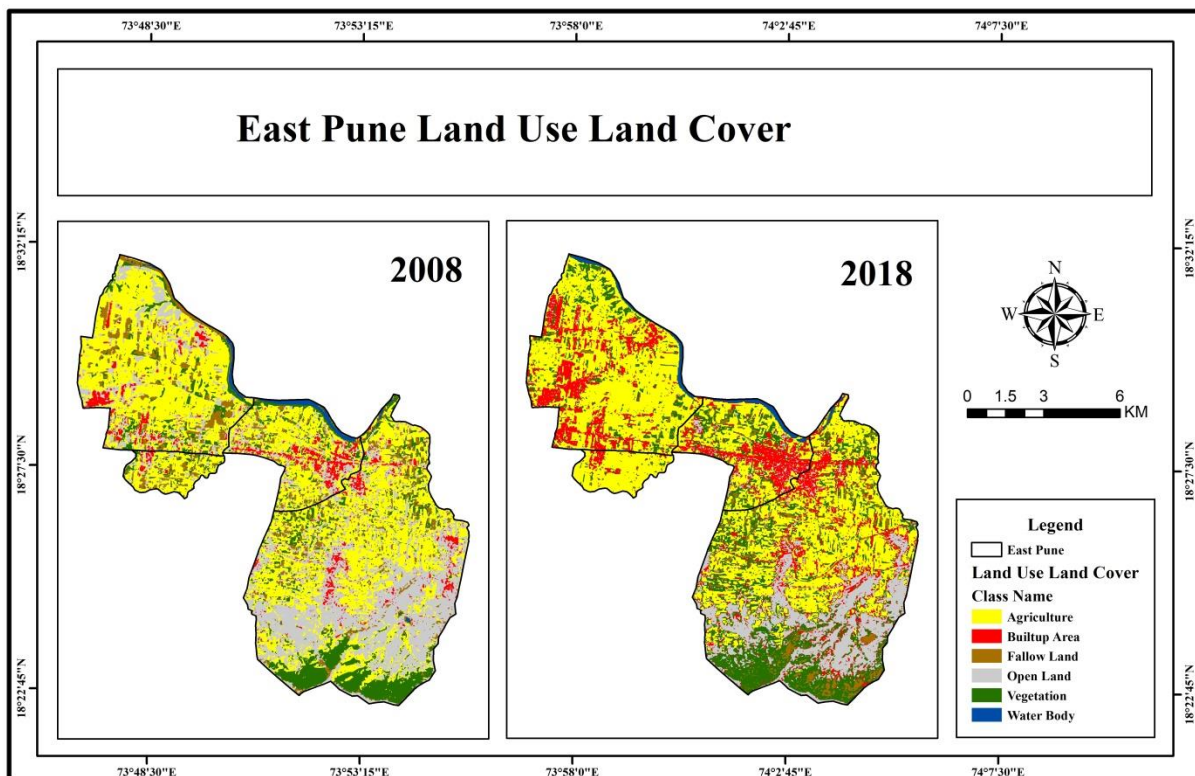 73°48'30"E 73°53'15"E 73°58'0"E 74°2'45"E 74°7'30"E
East Pune Land Use Land Cover
18°32'15"N 18°32'15"N
2008
2018
N
W E
S
0 1.5 3 6
KM
18°27'30"N 18°27'30"N
Legend
East Pune
Land Use Land Cover
Class Name
Agriculture
Builtup Area
Fallow Land
Open Land
Vegetation
Water Body
18°22'45"N 18°22'45"N
73°48'30"E 73°53'15"E 73°58'0"E 74°2'45"E 74°7'30"E